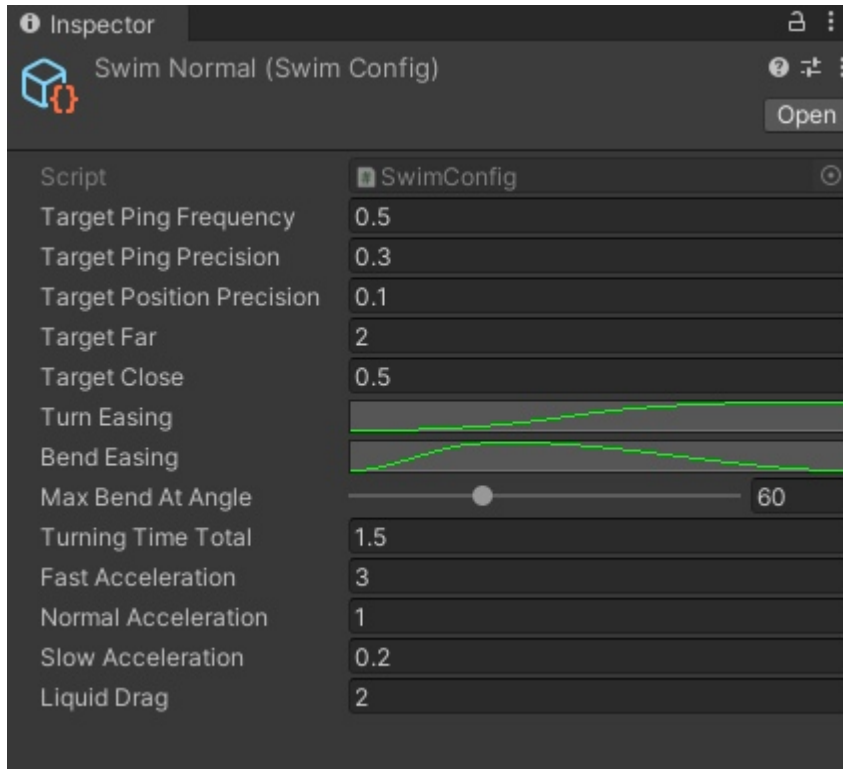 Inspector
Swim Normal (Swim Config)
Open
Script SwimConfig
Target Ping Frequency 0.5
Target Ping Precision 0.3
Target Position Precision 0.1
Target Far 2
Target Close 0.5
Turn Easing
Bend Easing
Max Bend At Angle 60
Turning Time Total 1.5
Fast Acceleration 3
Normal Acceleration 1
Slow Acceleration 0.2
Liquid Drag 2